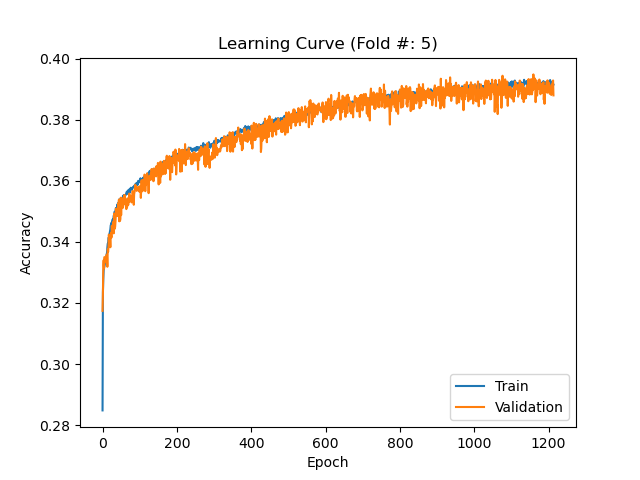 Learning Curve (Fold #: 5)
0.40
0.38
0.36
0.34
0.32
0.30
0.28
Accuracy
0 200 400 600 800 1000 1200
Epoch
Train
Validation